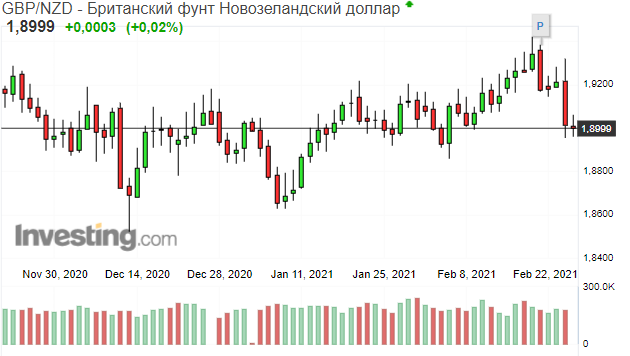 GBP/NZD - Британский фунт Новозеландский доллар
1,8999 +0,0003 (+0,02%)
P
1,9200
1,8999
1,8800
1,8600
1,8400
Investing.com
Nov 30, 2020 Dec 14, 2020 Dec 28, 2020 Jan 11, 2021 Jan 25, 2021 Feb 8, 2021 Feb 22, 2021
300.0K
0